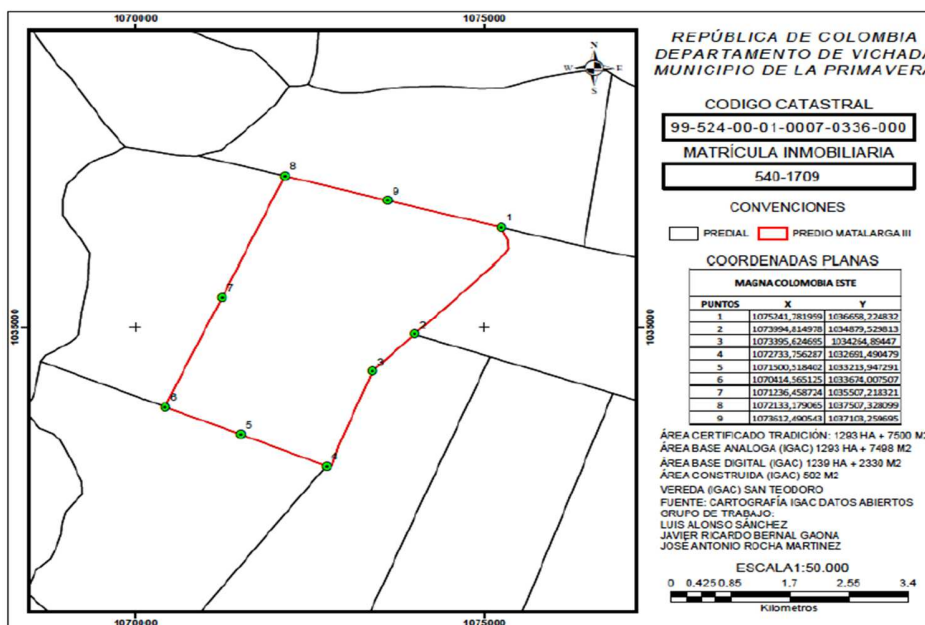 1070000 1075000
N
W E
S
8
9
1
7
2
3
6
5
4
1035000 1035000
1070000 1075000
REPÚBLICA DE COLOMBIA
DEPARTAMENTO DE VICHADA
MUNICIPIO DE LA PRIMAVERA
CODIGO CATASTRAL
99-524-00-01-0007-0336-000
MATRÍCULA INMOBILIARIA
540-1709
CONVENCIONES
PREDIAL PREDIO MATALARGA III
COORDENADAS PLANAS
MAGNA COLOMOBIA ESTE
PUNTOS X Y
1 1075241,781959 1036658,224832
2 1073994,814978 1034879,529813
3 1073395,624695 1034264,89447
4 1072733,756287 1032691,490479
5 1071500,518402 1033213,947291
6 1070414,565125 1033674,007507
7 1071236,458724 1035507,218321
8 1072133,179065 1037507,328099
9 1073612,490543 1037103,259695
ÁREA CERTIFICADO TRADICIÓN: 1293 HA + 7500 M2
ÁREA BASE ANALOGA (IGAC) 1293 HA + 7498 M2
ÁREA BASE DIGITAL (IGAC) 1239 HA + 2330 M2
ÁREA CONSTRUIDA (IGAC) 502 M2
VEREDA (IGAC) SAN TEODORO
FUENTE: CARTOGRAFÍA IGAC DATOS ABIERTOS
GRUPO DE TRABAJO:
LUIS ALONSO SÁNCHEZ
JAVIER RICARDO BERNAL GAONA
JOSÉ ANTONIO ROCHA MARTINEZ
ESCALA 1:50.000
0 0.425 0.85 1.7 2.55 3.4
Kilometros